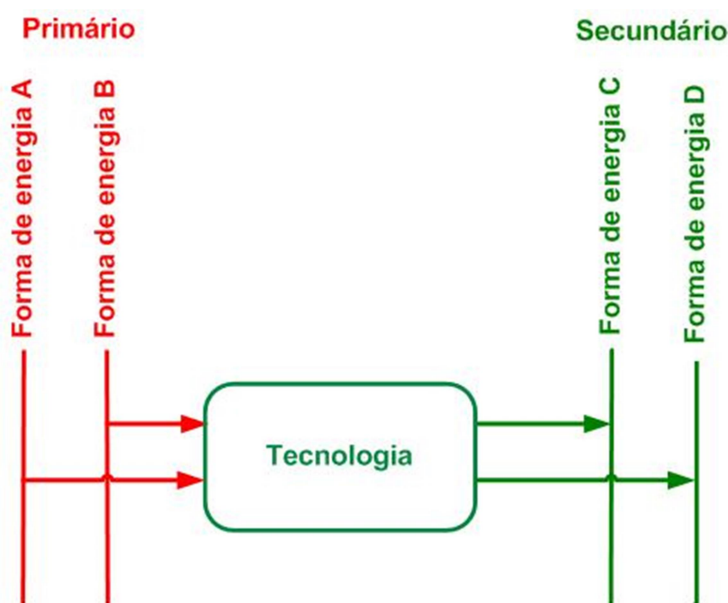 Primário
Secundário
Forma de energia A
Forma de energia B
Forma de energia C
Forma de energia D
Tecnologia